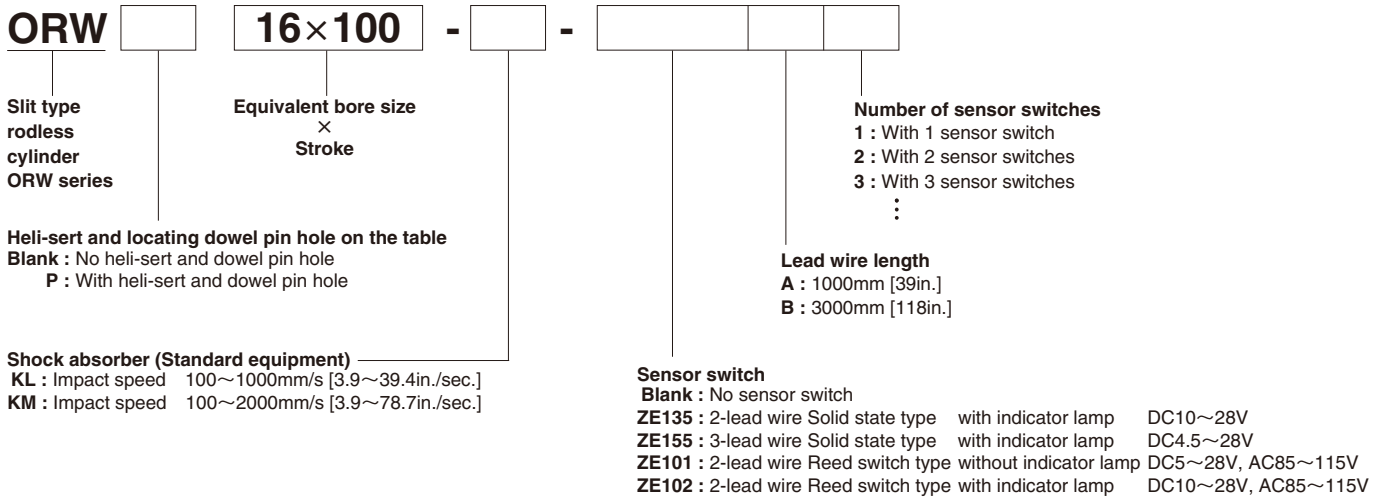 ORW 16×100 - -
Slit type
rodless
cylinder
ORW series
Equivalent bore size
×
Stroke
Number of sensor switches
1 : With 1 sensor switch
2 : With 2 sensor switches
3 : With 3 sensor switches
⋮
Heli-sert and locating dowel pin hole on the table
Blank : No heli-sert and dowel pin hole
P : With heli-sert and dowel pin hole
Lead wire length
A : 1000mm [39in.]
B : 3000mm [118in.]
Shock absorber (Standard equipment)
KL : Impact speed 100～1000mm/s [3.9～39.4in./sec.]
KM : Impact speed 100～2000mm/s [3.9～78.7in./sec.]
Sensor switch
Blank : No sensor switch
ZE135 : 2-lead wire Solid state type with indicator lamp DC10～28V
ZE155 : 3-lead wire Solid state type with indicator lamp DC4.5～28V
ZE101 : 2-lead wire Reed switch type without indicator lamp DC5～28V, AC85～115V
ZE102 : 2-lead wire Reed switch type with indicator lamp DC10～28V, AC85～115V